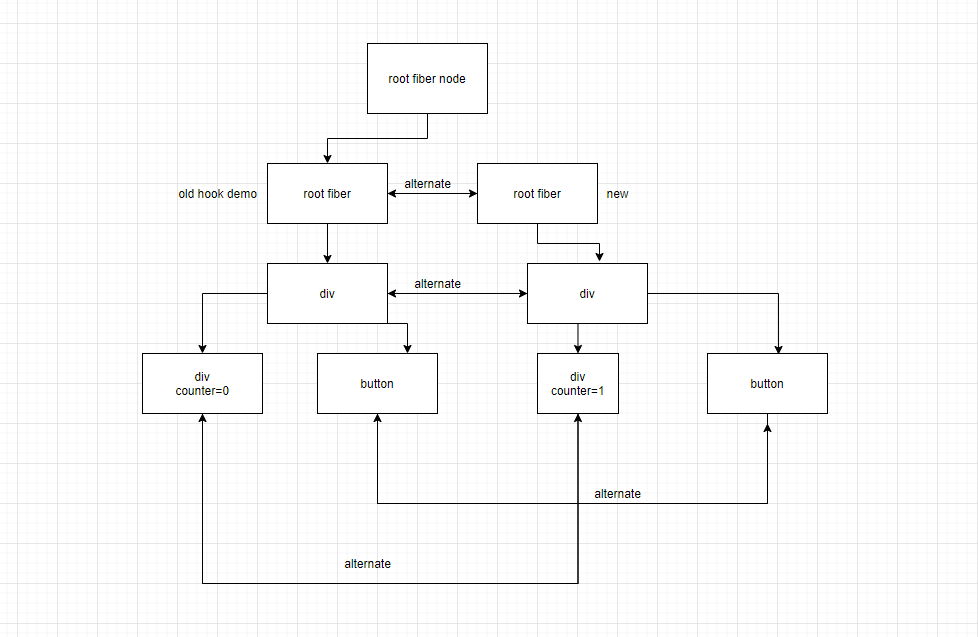 root fiber node
old hook demo
root fiber
alternate
root fiber
new
div
alternate
div
div
counter=0
button
div
counter=1
button
alternate
alternate